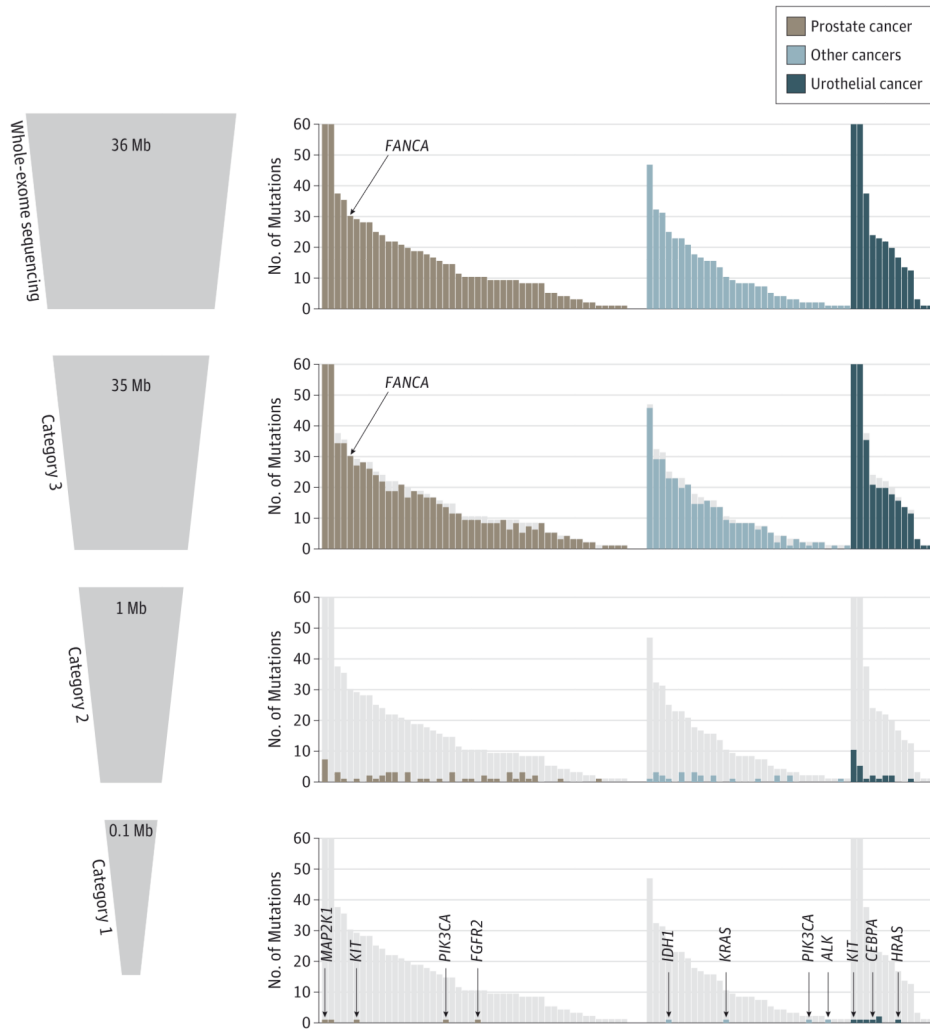 Prostate cancer
Other cancers
Urothelial cancer
Whole-exome sequencing
36 Mb
No. of Mutations
60
50
40
30
20
10
0
FANCA
Category 3
35 Mb
No. of Mutations
60
50
40
30
20
10
0
FANCA
Category 2
1 Mb
No. of Mutations
60
50
40
30
20
10
0
Category 1
0.1 Mb
No. of Mutations
60
50
40
30
20
10
0
MAP2K1
KIT
PIK3CA
FGFR2
IDH1
KRAS
PIK3CA
ALK
KIT
CEBPA
HRAS